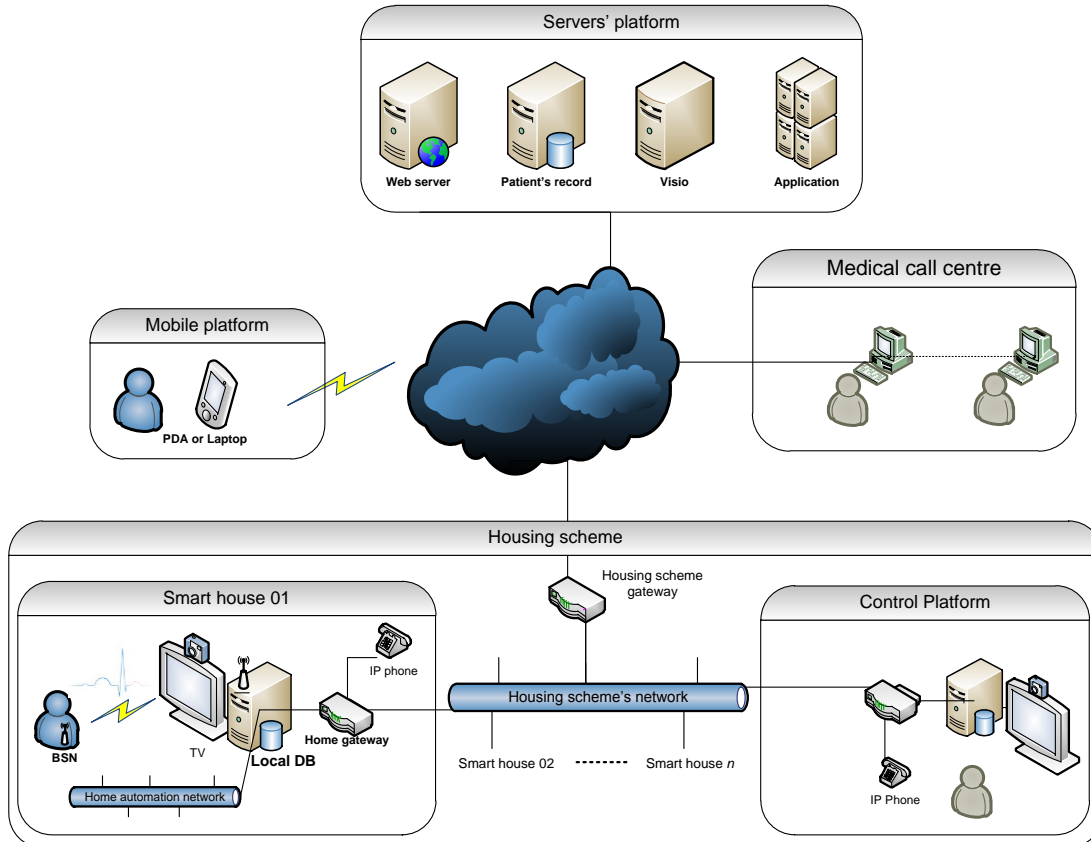 Servers' platform
Web server
Patient's record
Visio
Application
Medical call centre
Mobile platform
PDA or Laptop
Housing scheme
Housing scheme
gateway
Smart house 01
IP phone
BSN
TV
Local DB
Home gateway
Home automation network
Housing scheme's network
Smart house 02
Smart house n
Control Platform
IP Phone